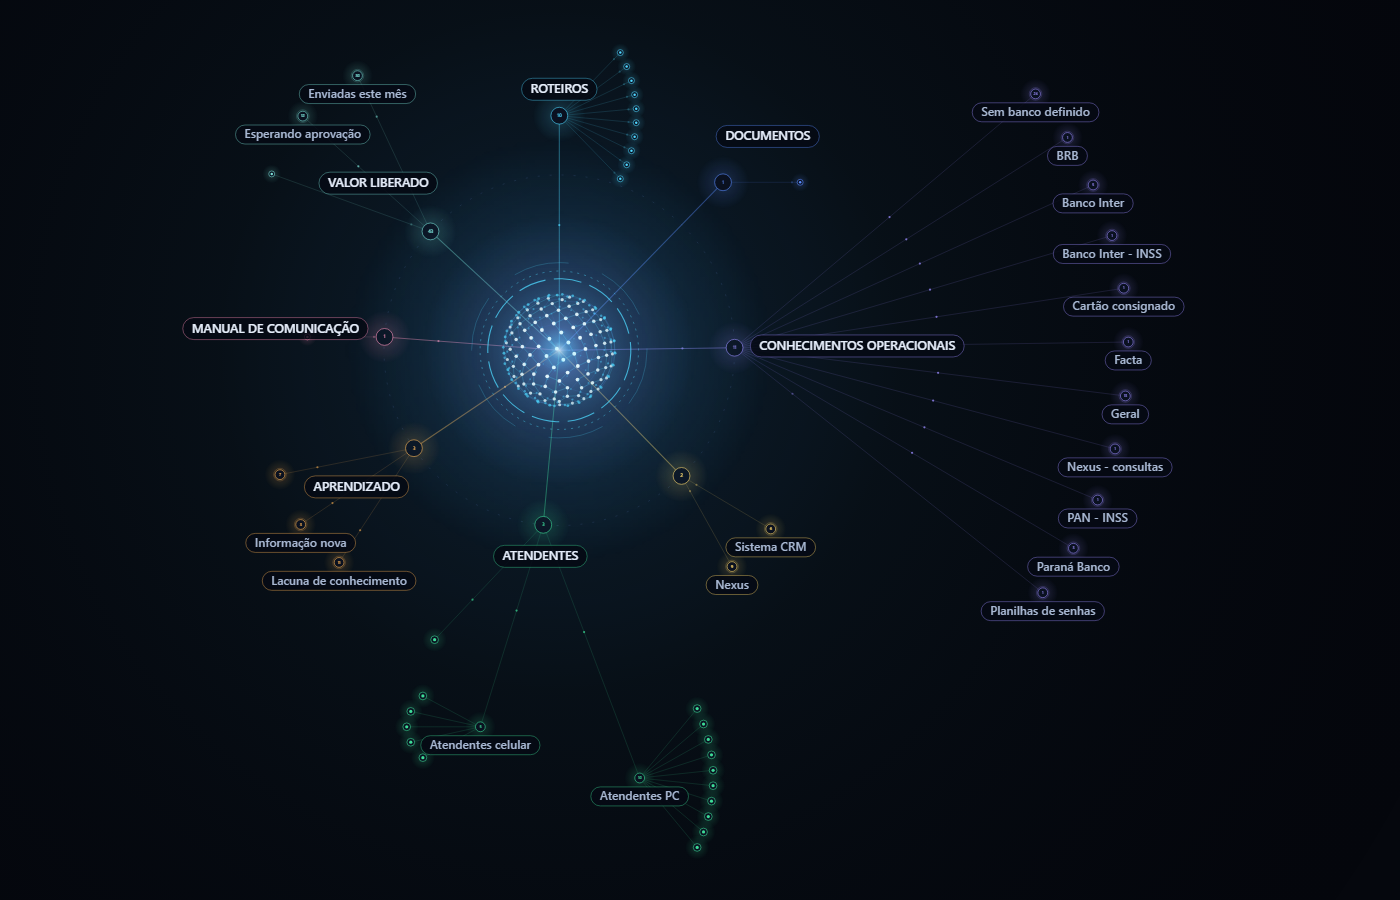 Enviadas este mês
Esperando aprovação
VALOR LIBERADO
ROTEIROS
DOCUMENTOS
Sem banco definido
BRB
Banco Inter
Banco Inter - INSS
Cartão consignado
MANUAL DE COMUNICAÇÃO
CONHECIMENTOS OPERACIONAIS
Facta
Geral
Nexus - consultas
PAN - INSS
Paraná Banco
Planilhas de senhas
APRENDIZADO
Informação nova
Lacuna de conhecimento
ATENDENTES
Sistema CRM
Nexus
Atendentes celular
Atendentes PC